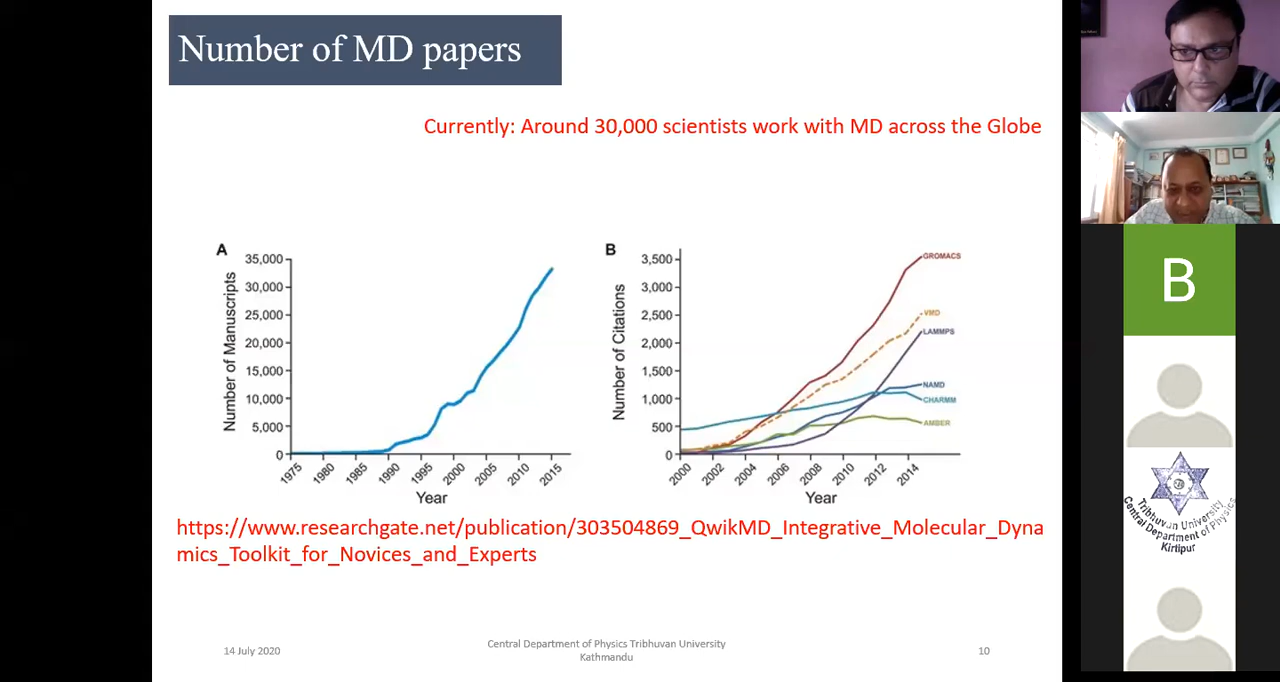 Number of MD papers
Currently: Around 30,000 scientists work with MD across the Globe
A
35,000
30,000
25,000
20,000
15,000
10,000
5,000
0
Number of Manuscripts
1975
1980
1985
1990
1995
2000
2005
2010
2015
Year
B
3,500
3,000
2,500
2,000
1,500
1,000
500
0
Number of Citations
GROMACS
VMD
LAMMPS
NAMD
CHARMM
AMBER
2000
2002
2004
2006
2008
2010
2012
2014
Year
https://www.researchgate.net/publication/303504869_QwikMD_Integrative_Molecular_Dyna
mics_Toolkit_for_Novices_and_Experts
14 July 2020
Central Department of Physics Tribhuvan University
Kathmandu
10
B
Tribhuvan University
Central Department of Physics
Kirtipur